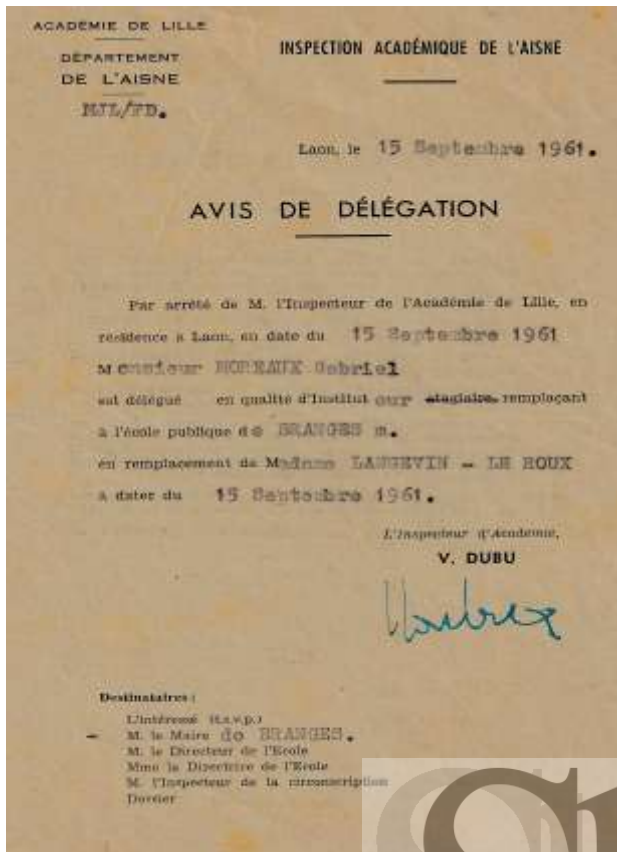 ACADÉMIE DE LILLE
DÉPARTEMENT
DE L'AISNE
MJL/FD.
INSPECTION ACADÉMIQUE DE L'AISNE
Laon, le 15 Septembre 1961.
AVIS DE DÉLÉGATION
Par arrêté de M. l'Inspecteur de l'Académie de Lille, en
résidence à Laon, en date du 15 Septembre 1961
Monsieur MOREAUX Gabriel
est délégué en qualité d'Instituteur stagiaire remplaçant
à l'école publique de BRANGES m.
en remplacement de Madame LANGEVIN - LE ROUX
à dater du 15 Septembre 1961.
L'Inspecteur d'Académie,
V. DUBU
Destinataires :
L'intéressé (t.s.v.p.)
- M. le Maire de BRANGES.
M. le Directeur de l'Ecole
Mme la Directrice de l'Ecole
M. l'Inspecteur de la circonscription
Dossier